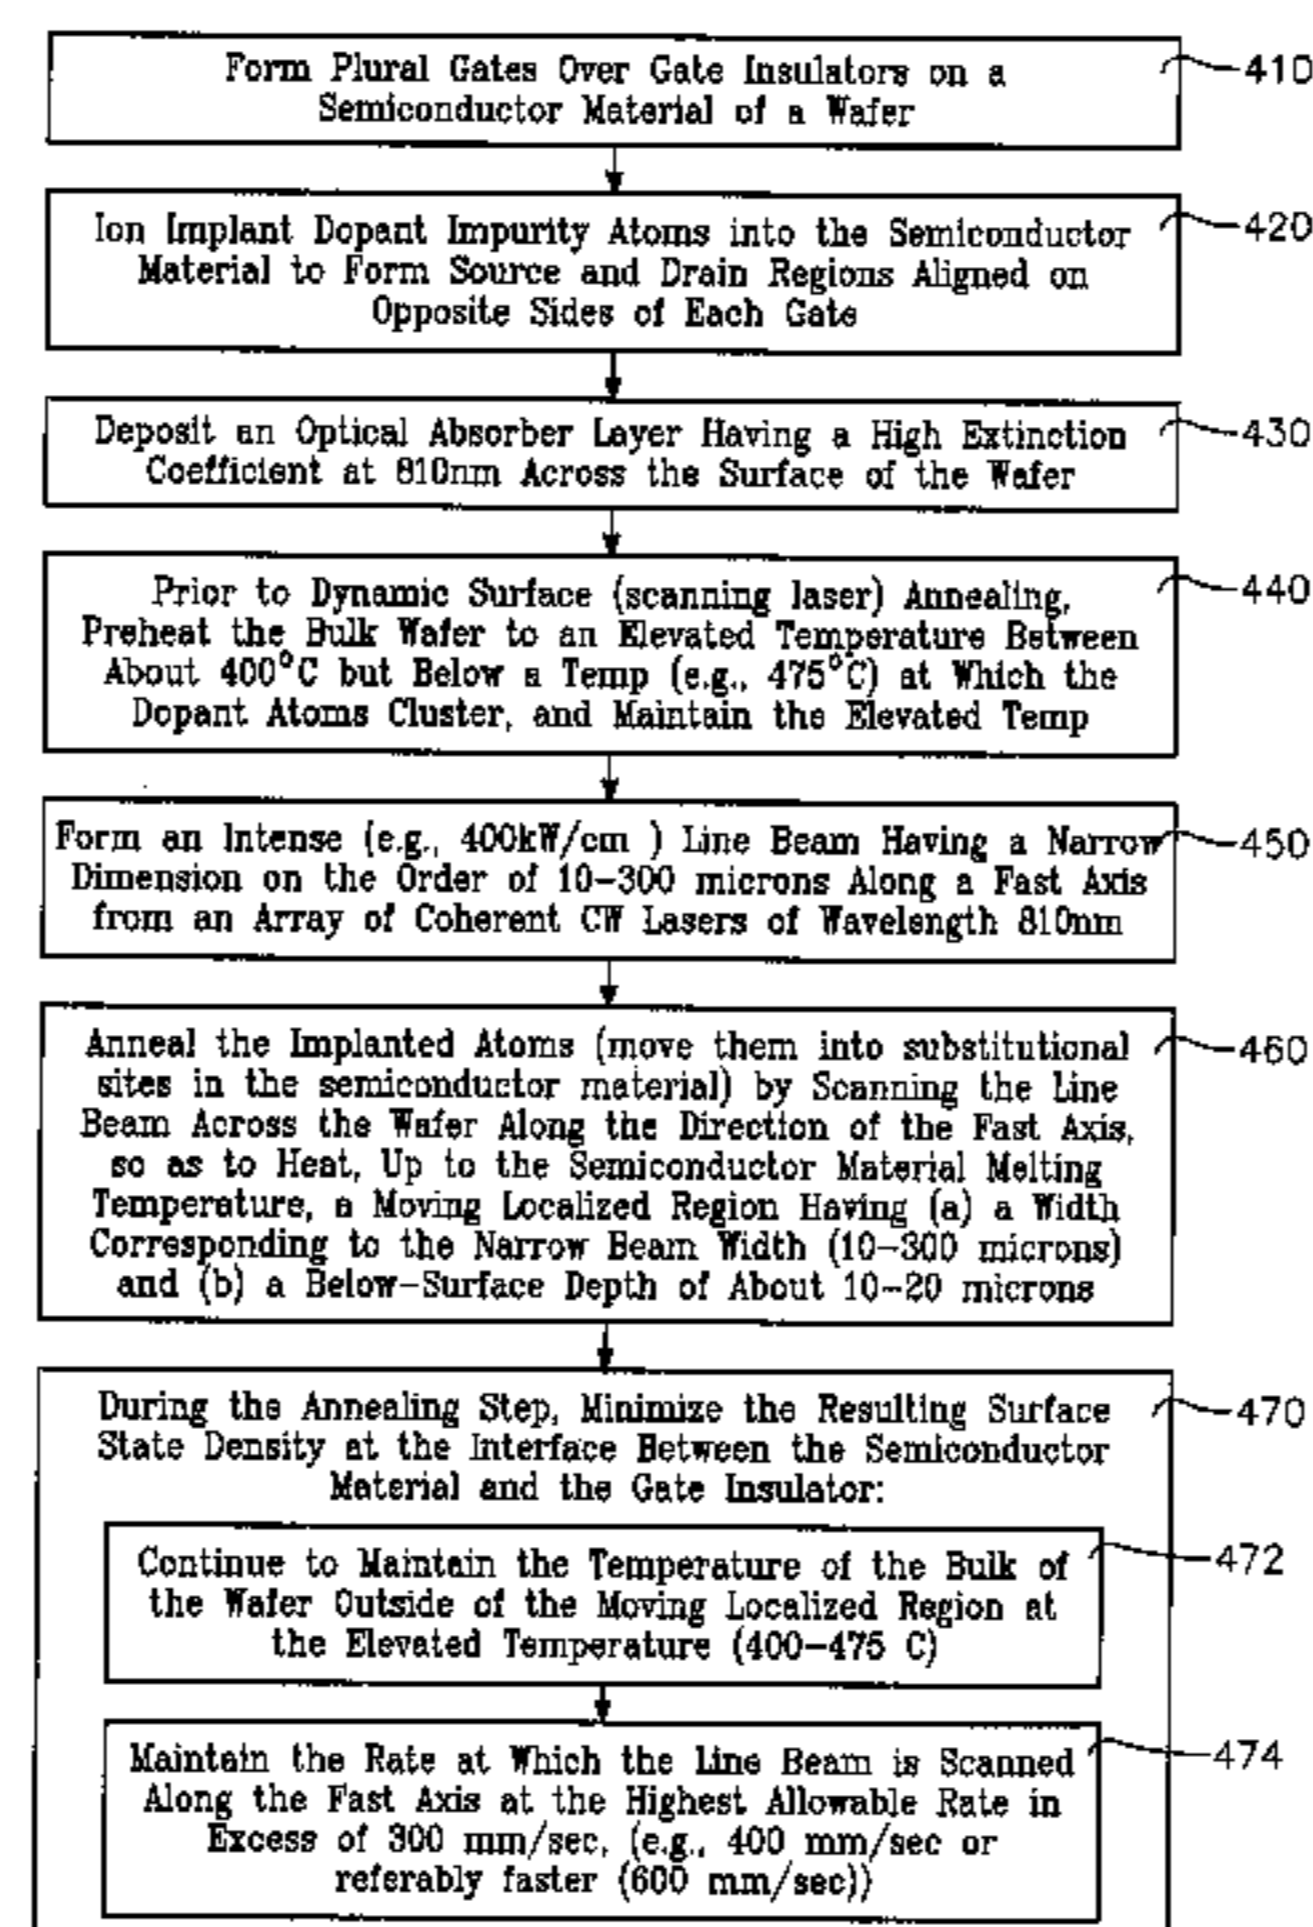 Form Plural Gates Over Gate Insulators on a
Semiconductor Material of a Wafer
410
Ion Implant Dopant Impurity Atoms into the Semiconductor
Material to Form Source and Drain Regions Aligned on
Opposite Sides of Each Gate
420
Deposit an Optical Absorber Layer Having a High Extinction
Coefficient at 810nm Across the Surface of the Wafer
430
Prior to Dynamic Surface (scanning laser) Annealing,
Preheat the Bulk Wafer to an Elevated Temperature Between
About 400°C but Below a Temp (e.g., 475°C) at Which the
Dopant Atoms Cluster, and Maintain the Elevated Temp
440
Form an Intense (e.g., 400kW/cm ) Line Beam Having a Narrow
Dimension on the Order of 10-300 microns Along a Fast Axis
from an Array of Coherent CW Lasers of Wavelength 810nm
450
Anneal the Implanted Atoms (move them into substitutional
sites in the semiconductor material) by Scanning the Line
Beam Across the Wafer Along the Direction of the Fast Axis,
so as to Heat, Up to the Semiconductor Material Melting
Temperature, a Moving Localized Region Having (a) a Width
Corresponding to the Narrow Beam Width (10-300 microns)
and (b) a Below-Surface Depth of About 10-20 microns
460
During the Annealing Step, Minimize the Resulting Surface
State Density at the Interface Between the Semiconductor
Material and the Gate Insulator:
470
Continue to Maintain the Temperature of the Bulk of
the Wafer Outside of the Moving Localized Region at
the Elevated Temperature (400-475 C)
472
Maintain the Rate at Which the Line Beam is Scanned
Along the Fast Axis at the Highest Allowable Rate in
Excess of 300 mm/sec, (e.g., 400 mm/sec or
referably faster (600 mm/sec))
474